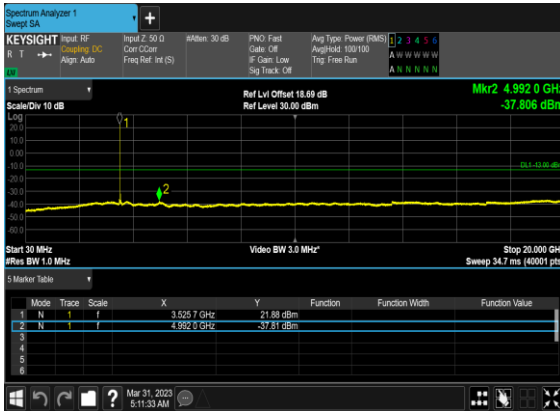 Spectrum Analyzer 1
Swept SA
+
KEYSIGHT
R T
Input: RF
Coupling: DC
Align: Auto
Input Z: 50 Ω
Corr CCorr
Freq Ref: Int (S)
#Atten: 30 dB
PNO: Fast
Gate: Off
IF Gain: Low
Sig Track: Off
Avg Type: Power (RMS)
Avg|Hold: 100/100
Trig: Free Run
1 2 3 4 5 6
A W W W W W
A N N N N N
1 Spectrum
Scale/Div 10 dB
Ref Lvl Offset 18.69 dB
Ref Level 30.00 dBm
Mkr2 4.992 0 GHz
-37.806 dBm
Log
20.0
10.0
0.00
-10.0
-20.0
-30.0
-40.0
-50.0
-60.0
1
2
DL1 -13.00 dBm
Start 30 MHz
#Res BW 1.0 MHz
Video BW 3.0 MHz*
Stop 20.000 GHz
Sweep 34.7 ms (40001 pts)
5 Marker Table
Mode Trace Scale X Y Function Function Width Function Value
1 N 1 f 3.525 7 GHz 21.88 dBm
2 N 1 f 4.992 0 GHz -37.81 dBm
3
4
5
6
?
Mar 31, 2023
5:11:33 AM